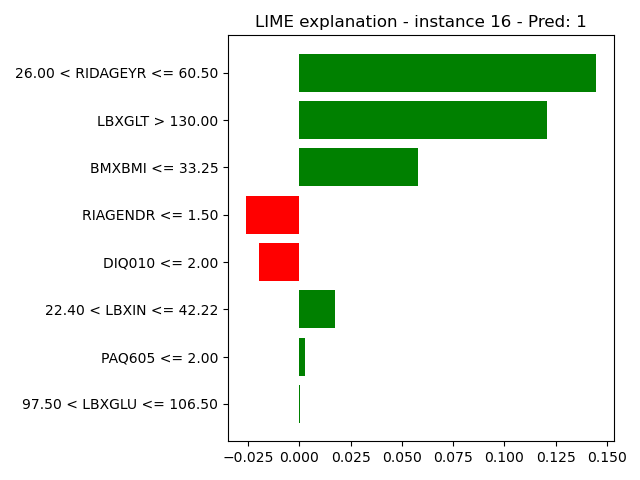 LIME explanation - instance 16 - Pred: 1
26.00 < RIDAGEYR <= 60.50
LBXGLT > 130.00
BMXBMI <= 33.25
RIAGENDR <= 1.50
DIQ010 <= 2.00
22.40 < LBXIN <= 42.22
PAQ605 <= 2.00
97.50 < LBXGLU <= 106.50
−0.025 0.000 0.025 0.050 0.075 0.100 0.125 0.150